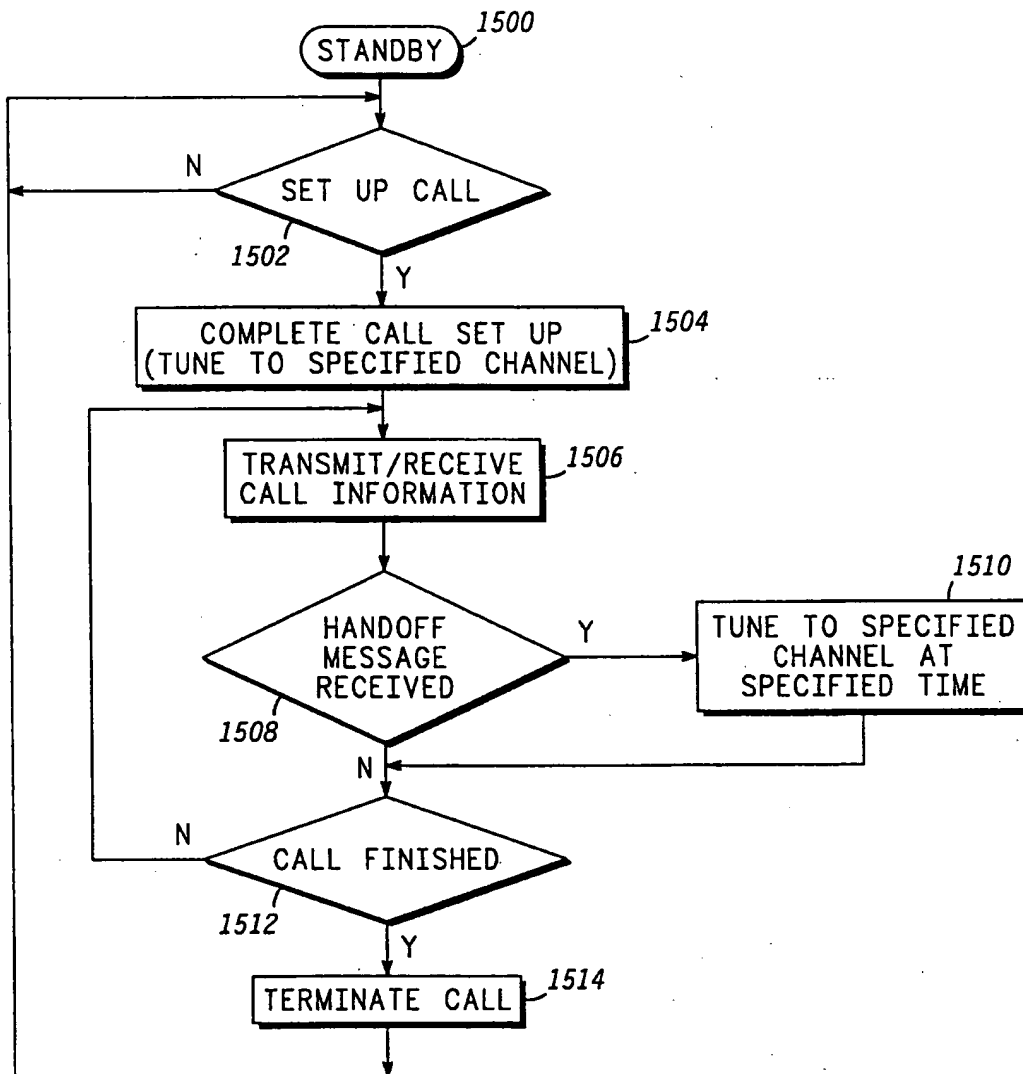 1500
STANDBY
N
SET UP CALL
1502
Y
COMPLETE CALL SET UP
(TUNE TO SPECIFIED CHANNEL)
1504
TRANSMIT/RECEIVE
CALL INFORMATION
1506
HANDOFF
MESSAGE
RECEIVED
1508
Y
1510
TUNE TO SPECIFIED
CHANNEL AT
SPECIFIED TIME
N
N
CALL FINISHED
1512
Y
TERMINATE CALL
1514